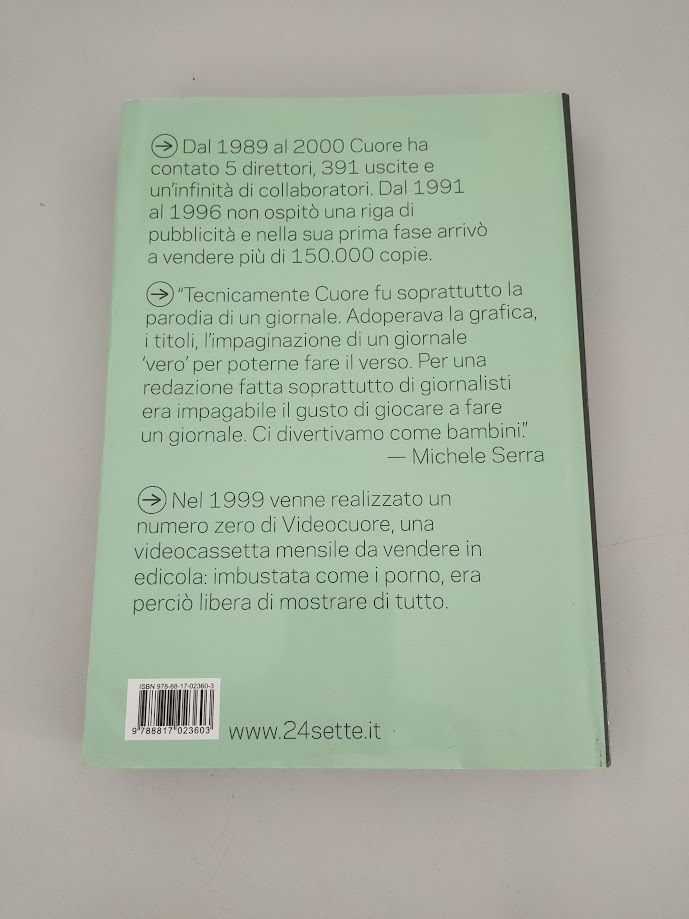 → Dal 1989 al 2000 Cuore ha
contato 5 direttori, 391 uscite e
un'infinità di collaboratori. Dal 1991
al 1996 non ospitò una riga di
pubblicità e nella sua prima fase arrivò
a vendere più di 150.000 copie.
→ "Tecnicamente Cuore fu soprattutto la
parodia di un giornale. Adoperava la grafica,
i titoli, l'impaginazione di un giornale
'vero' per poterne fare il verso. Per una
redazione fatta soprattutto di giornalisti
era impagabile il gusto di giocare a fare
un giornale. Ci divertivamo come bambini."
— Michele Serra
→ Nel 1999 venne realizzato un
numero zero di Videocuore, una
videocassetta mensile da vendere in
edicola: imbustata come i porno, era
perciò libera di mostrare di tutto.
ISBN 978-88-17-02360-3
9 788817 023603
www.24sette.it